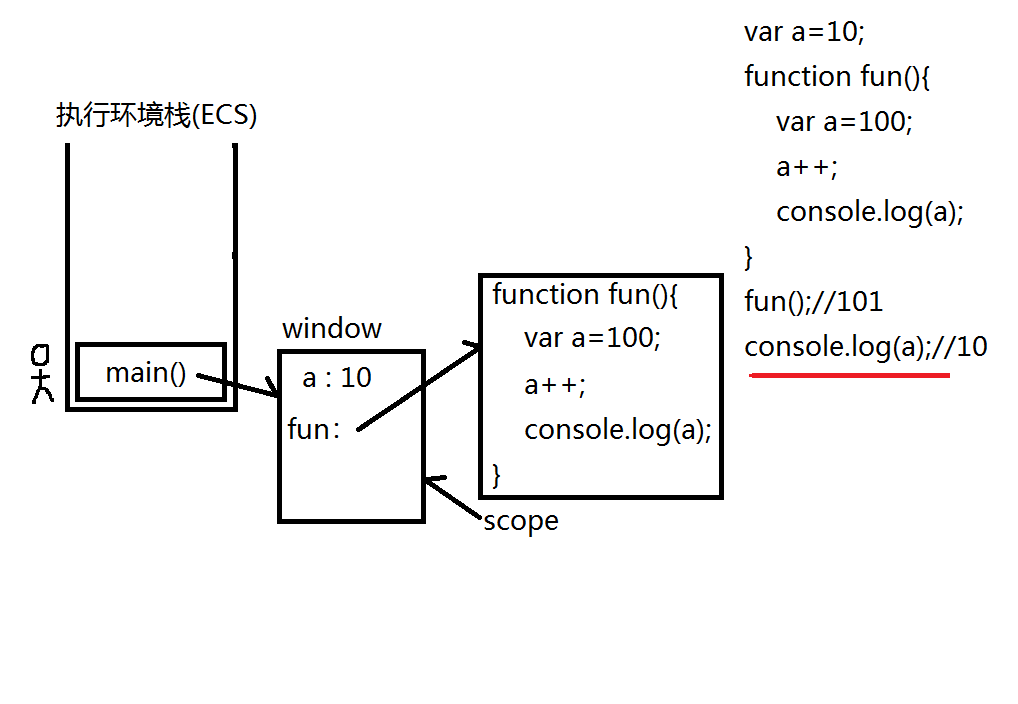 执行环境栈(ECS)
a
main()
window
a : 10
fun：
function fun(){
var a=100;
a++;
console.log(a);
}
scope
var a=10;
function fun(){
var a=100;
a++;
console.log(a);
}
fun();//101
console.log(a);//10